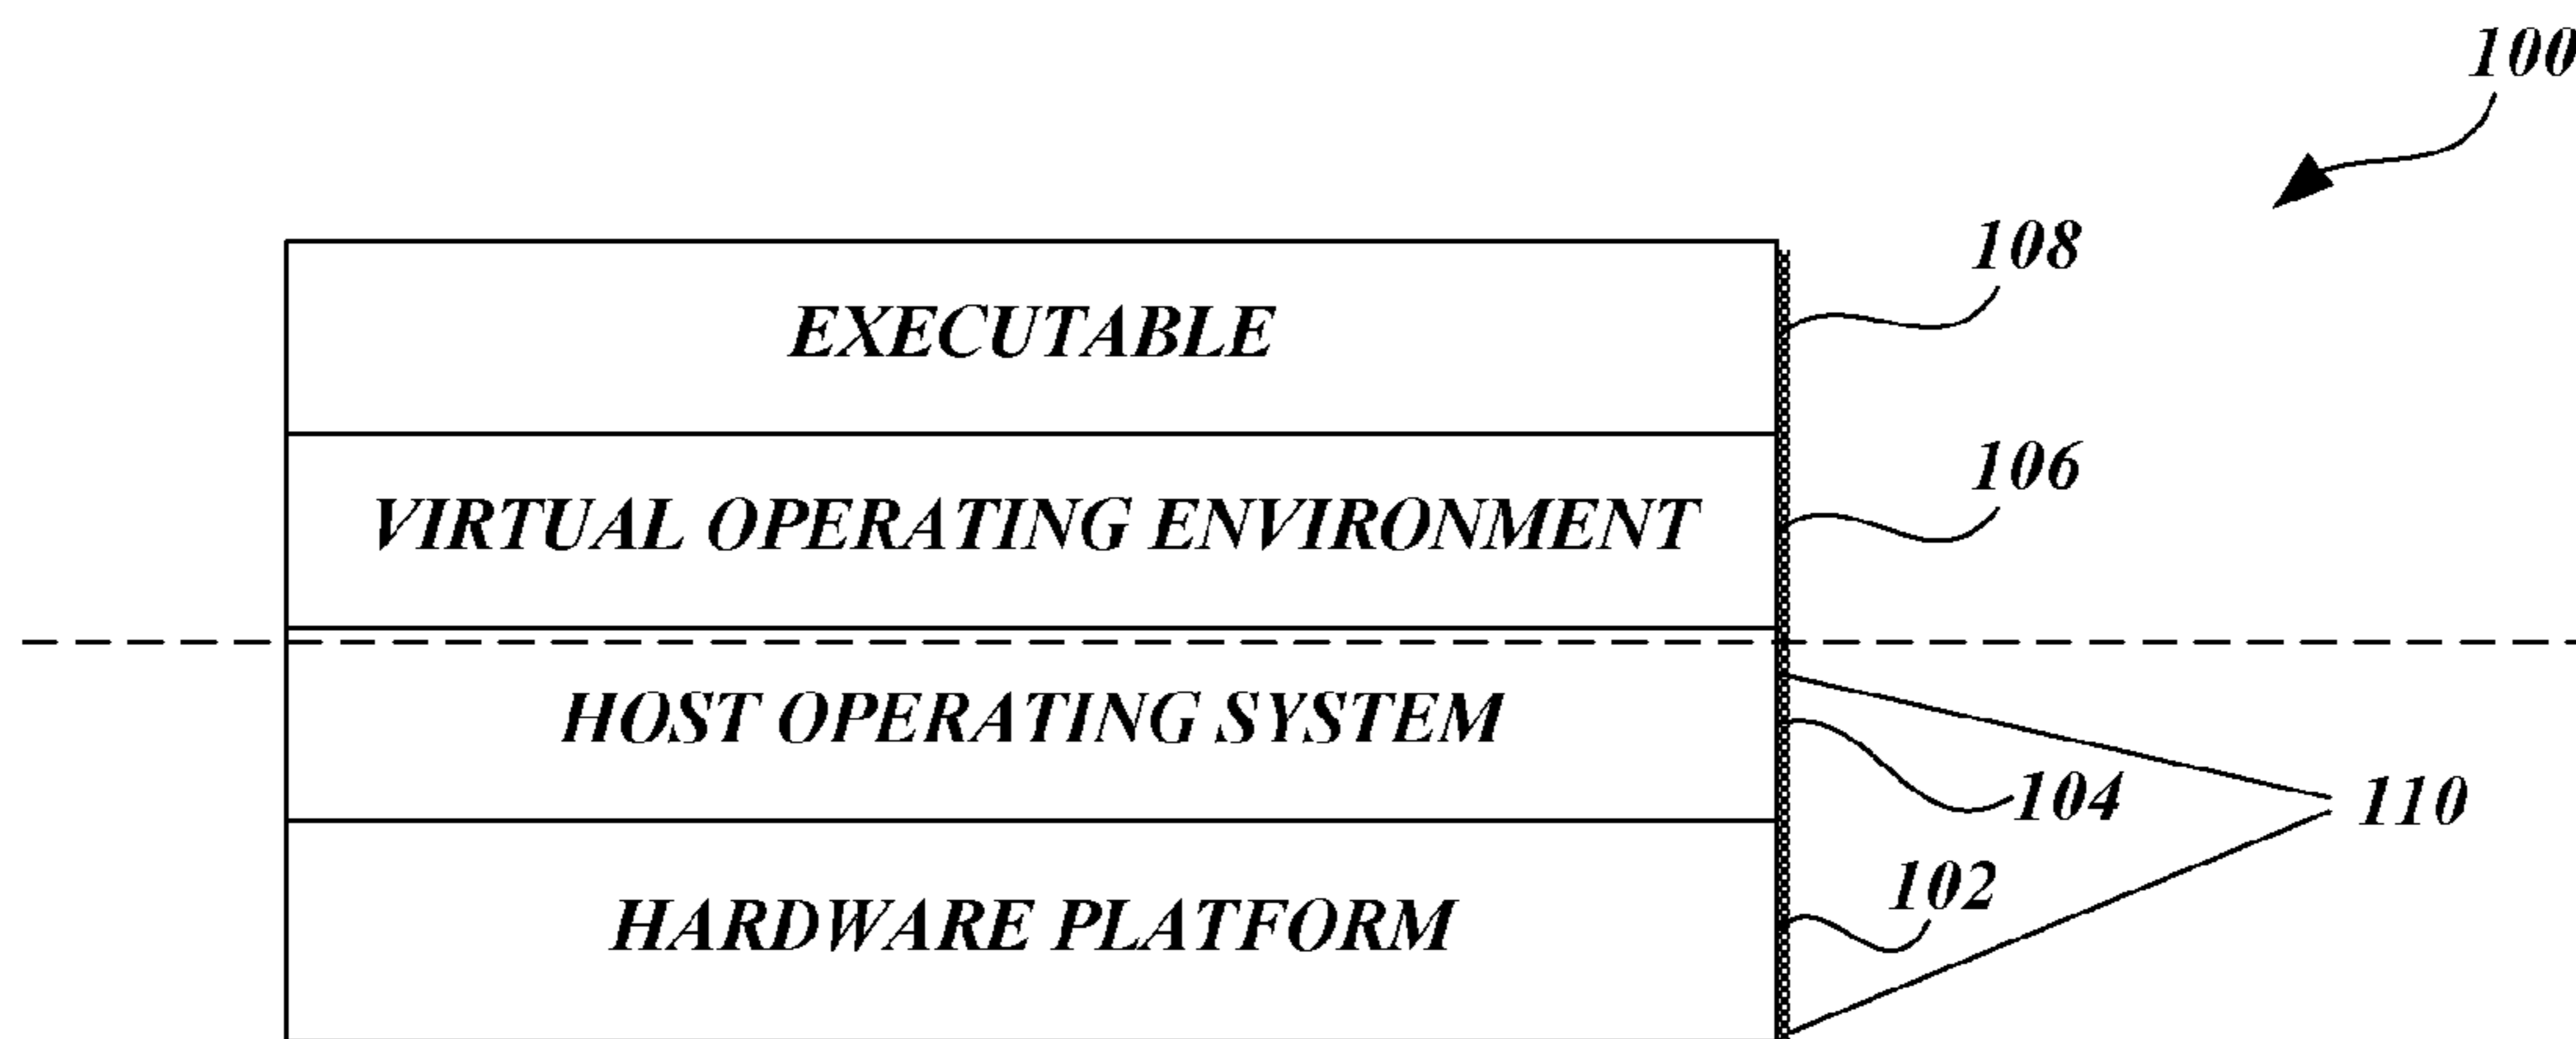 100
108
EXECUTABLE
106
VIRTUAL OPERATING ENVIRONMENT
HOST OPERATING SYSTEM
104
110
102
HARDWARE PLATFORM